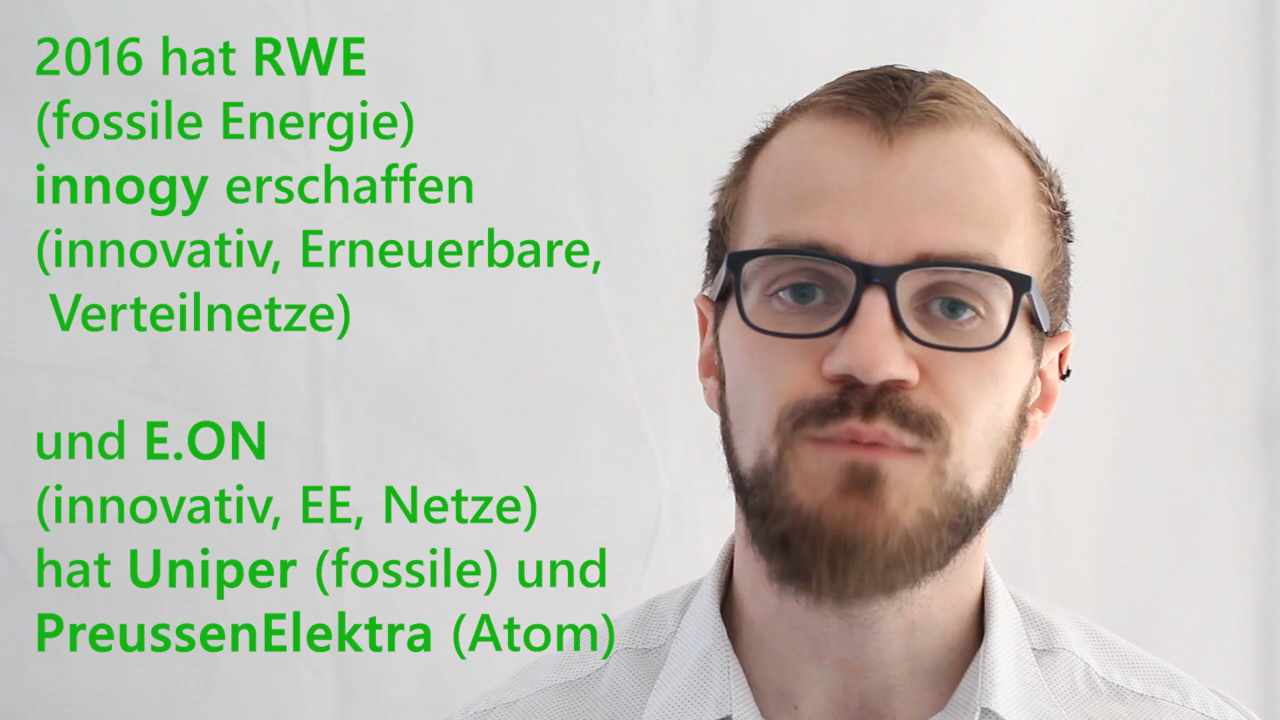 2016 hat RWE
(fossile Energie)
innogy erschaffen
(innovativ, Erneuerbare,
Verteilnetze)
und E.ON
(innovativ, EE, Netze)
hat Uniper (fossile) und
PreussenElektra (Atom)